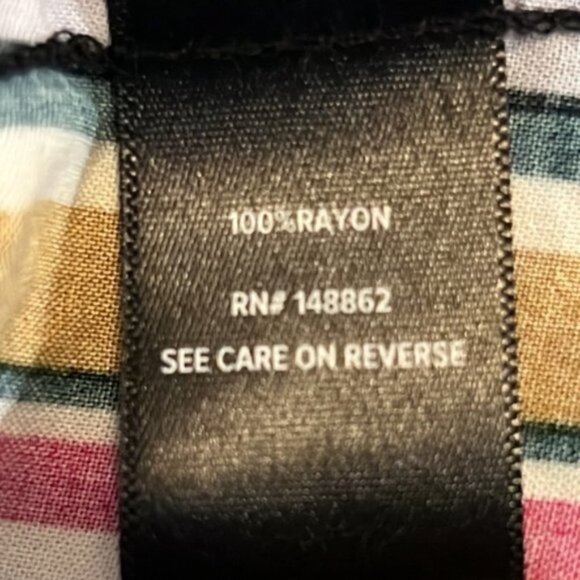 100%RAYON
RN# 148862
SEE CARE ON REVERSE